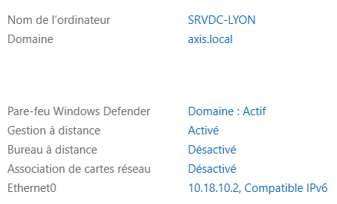 Nom de l'ordinateur SRVDC-LYON
Domaine axis.local
Pare-feu Windows Defender Domaine : Actif
Gestion à distance Activé
Bureau à distance Désactivé
Association de cartes réseau Désactivé
Ethernet0 10.18.10.2, Compatible IPv6